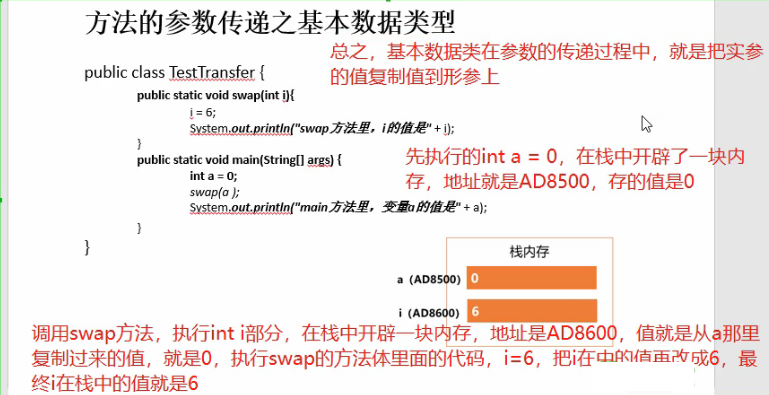 方法的参数传递之基本数据类型
总之，基本数据类在参数的传递过程中，就是把实参
的值复制值到形参上
public class TestTransfer {
public static void swap(int i){
i = 6;
System.out.println("swap方法里，i的值是" + i);
}
public static void main(String[] args) {
int a = 0;
swap(a );
System.out.println("main方法里，变量a的值是" + a);
}
}
先执行的int a = 0，在栈中开辟了一块内
存，地址就是AD8500，存的值是0
栈内存
a（AD8500） 0
i（AD8600） 6
调用swap方法，执行int i部分，在栈中开辟一块内存，地址是AD8600，值就是从a那里
复制过来的值，就是0，执行swap的方法体里面的代码，i=6，把i在中的值再改成6，最
终i在栈中的值就是6